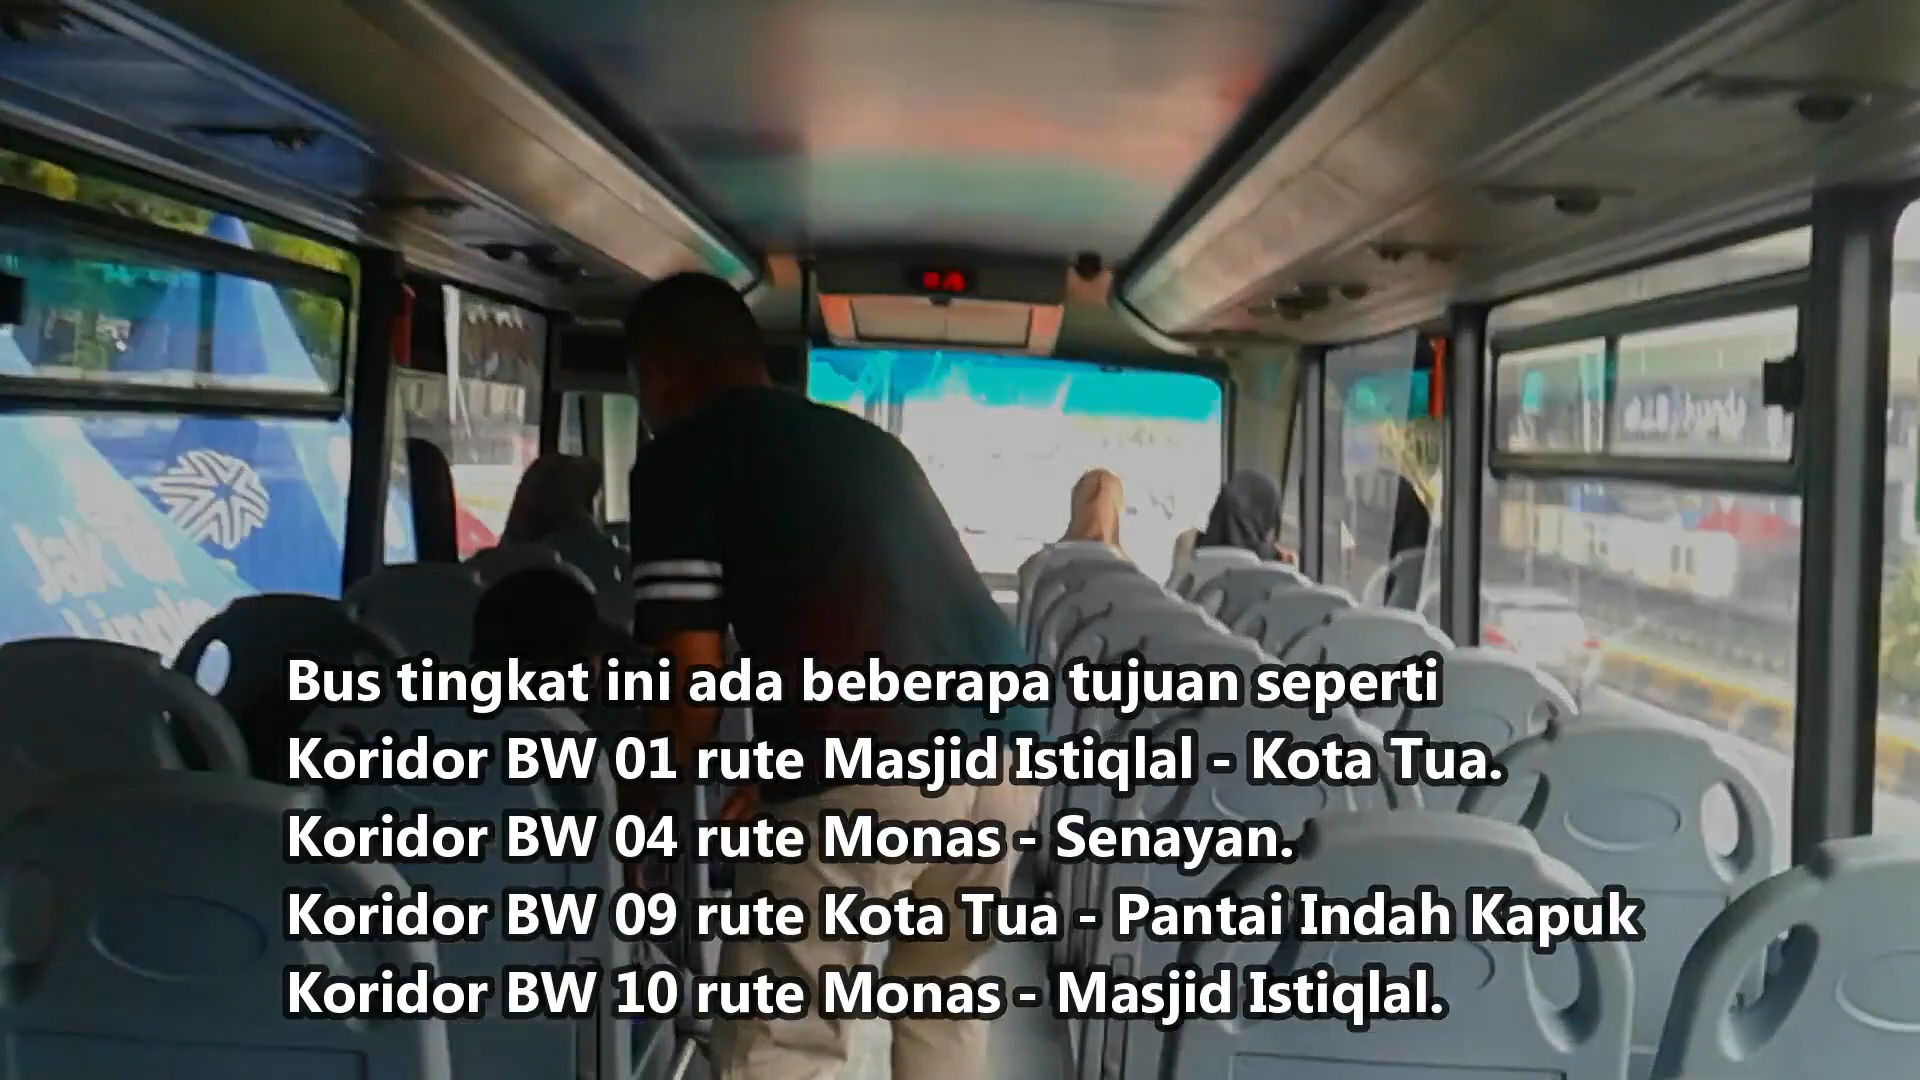 Bus tingkat ini ada beberapa tujuan seperti
Koridor BW 01 rute Masjid Istiqlal - Kota Tua.
Koridor BW 04 rute Monas - Senayan.
Koridor BW 09 rute Kota Tua - Pantai Indah Kapuk
Koridor BW 10 rute Monas - Masjid Istiqlal.